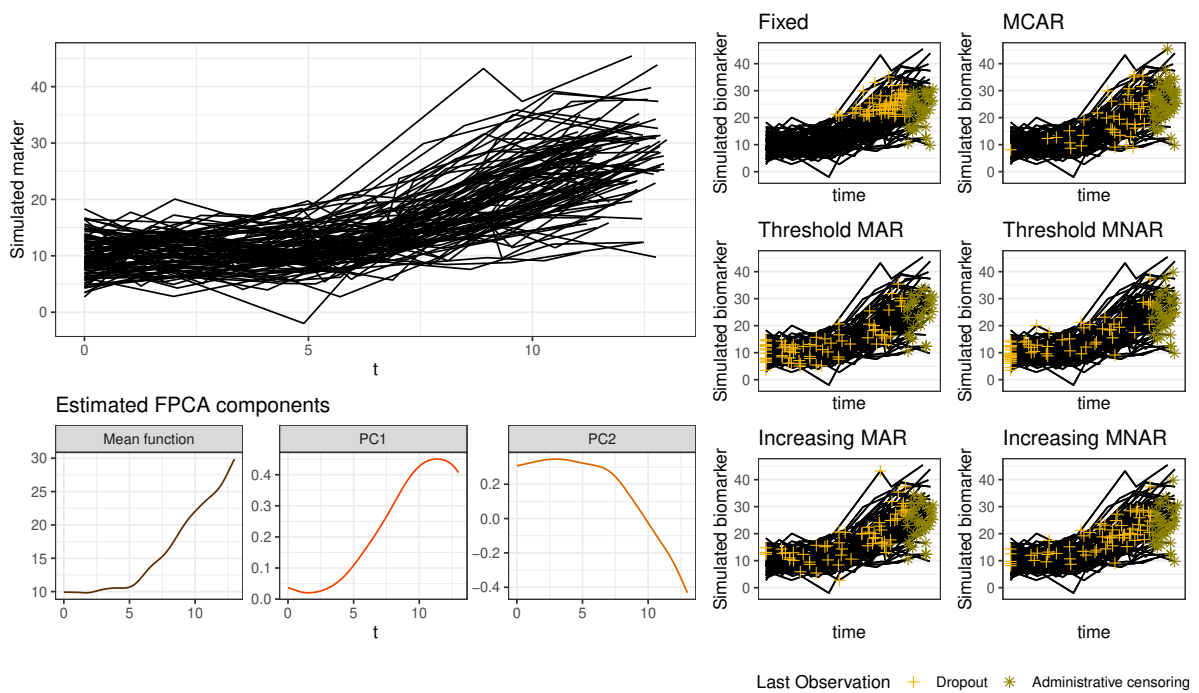 Simulated marker
40
30
20
10
0
0
5
10
t
Estimated FPCA components
Mean function
30
25
20
15
10
0
5
10
PC1
0.4
0.2
0.1
0.0
0
5
10
t
PC2
0.2
0.0
−0.2
−0.4
0
5
10
Fixed
Simulated biomarker
40
30
20
10
0
time
MCAR
Simulated biomarker
40
30
20
10
0
time
Threshold MAR
Simulated biomarker
40
30
20
10
0
time
Threshold MNAR
Simulated biomarker
40
30
20
10
0
time
Increasing MAR
Simulated biomarker
40
30
20
10
0
time
Increasing MNAR
Simulated biomarker
40
30
20
10
0
time
Last Observation Dropout Administrative censoring